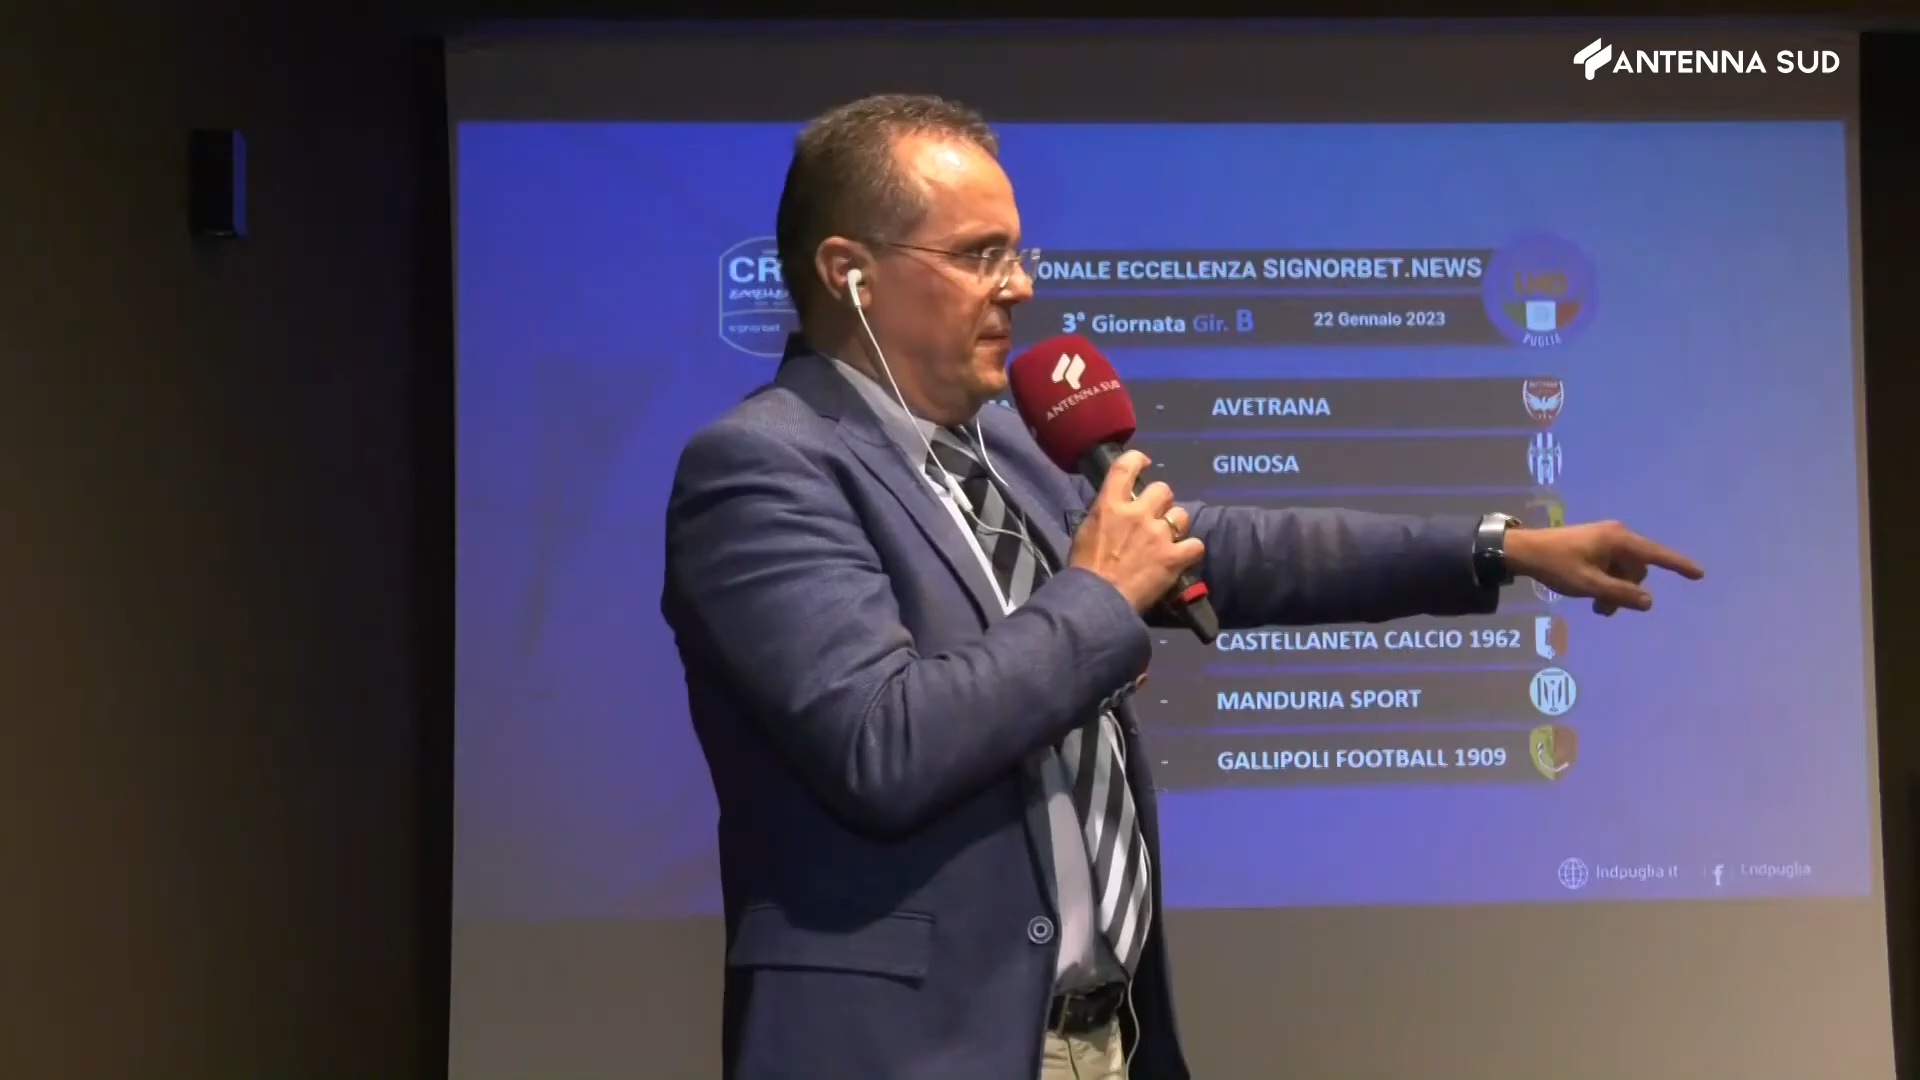 ANTENNA SUD
CR
ONALE ECCELLENZA SIGNORBET.NEWS
3ª Giornata Gir. B
22 Gennaio 2023
LND
PUGLIA
signorbet
ANTENNA SUD
- AVETRANA
- GINOSA
- CASTELLANETA CALCIO 1962
- MANDURIA SPORT
- GALLIPOLI FOOTBALL 1909
lndpuglia.it
Lndpuglia